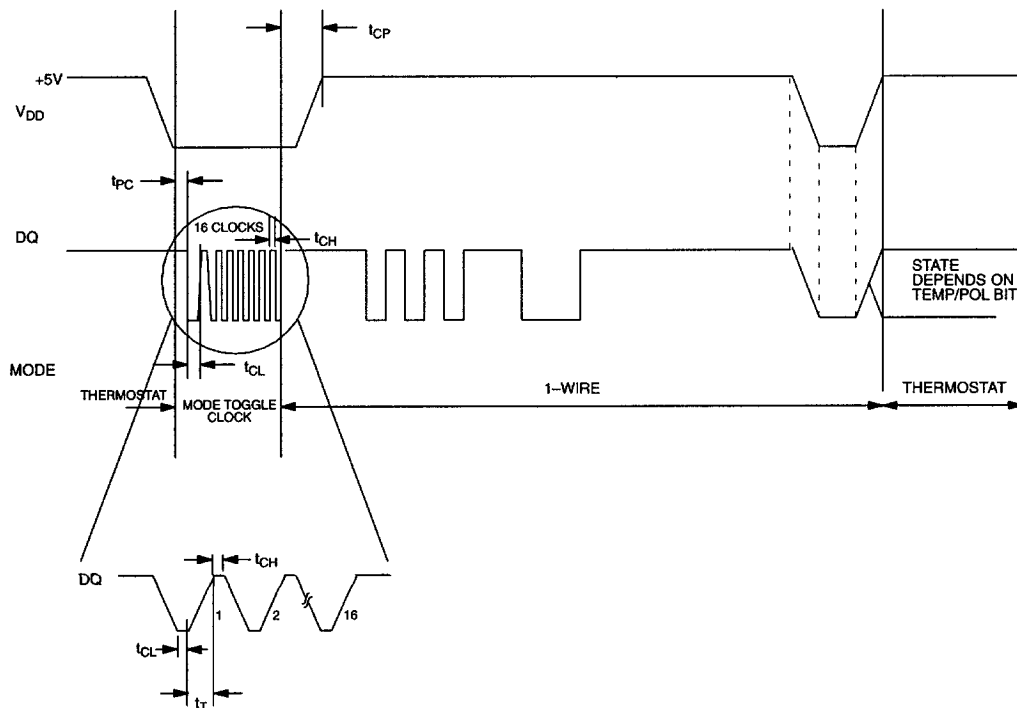 tCP
+5V
VDD
tPC
16 CLOCKS
DQ
tCH
STATE
DEPENDS ON
TEMP/POL BIT
tCL
MODE
1–WIRE
THERMOSTAT
THERMOSTAT
MODE TOGGLE
CLOCK
tCH
DQ
1
2
16
tCL
tT